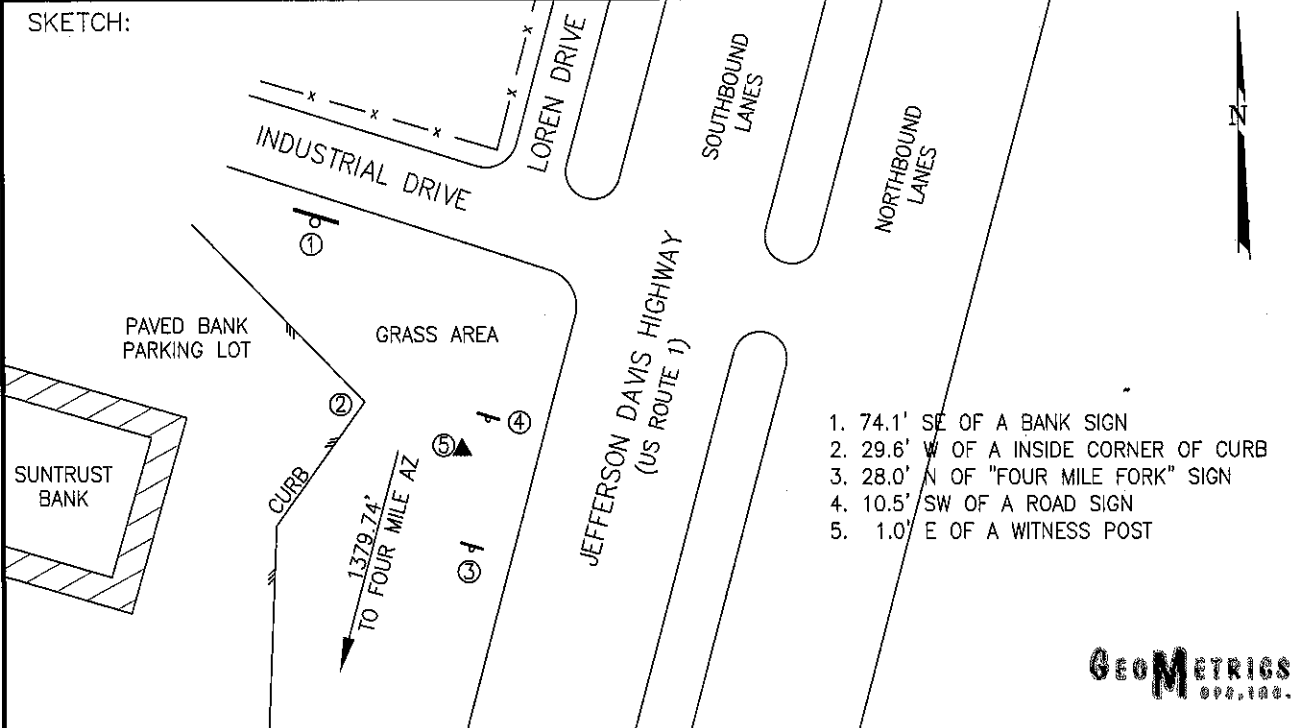 SKETCH:
INDUSTRIAL DRIVE
LOREN DRIVE
SOUTHBOUND
LANES
NORTHBOUND
LANES
N
1
PAVED BANK
PARKING LOT
GRASS AREA
2
4
5
SUNTRUST
BANK
CURB
1379.74'
TO FOUR MILE AZ
3
JEFFERSON DAVIS HIGHWAY
(US ROUTE 1)
1. 74.1' SE OF A BANK SIGN
2. 29.6' W OF A INSIDE CORNER OF CURB
3. 28.0' N OF "FOUR MILE FORK" SIGN
4. 10.5' SW OF A ROAD SIGN
5. 1.0' E OF A WITNESS POST
GEOMETRICS
GPS, INC.